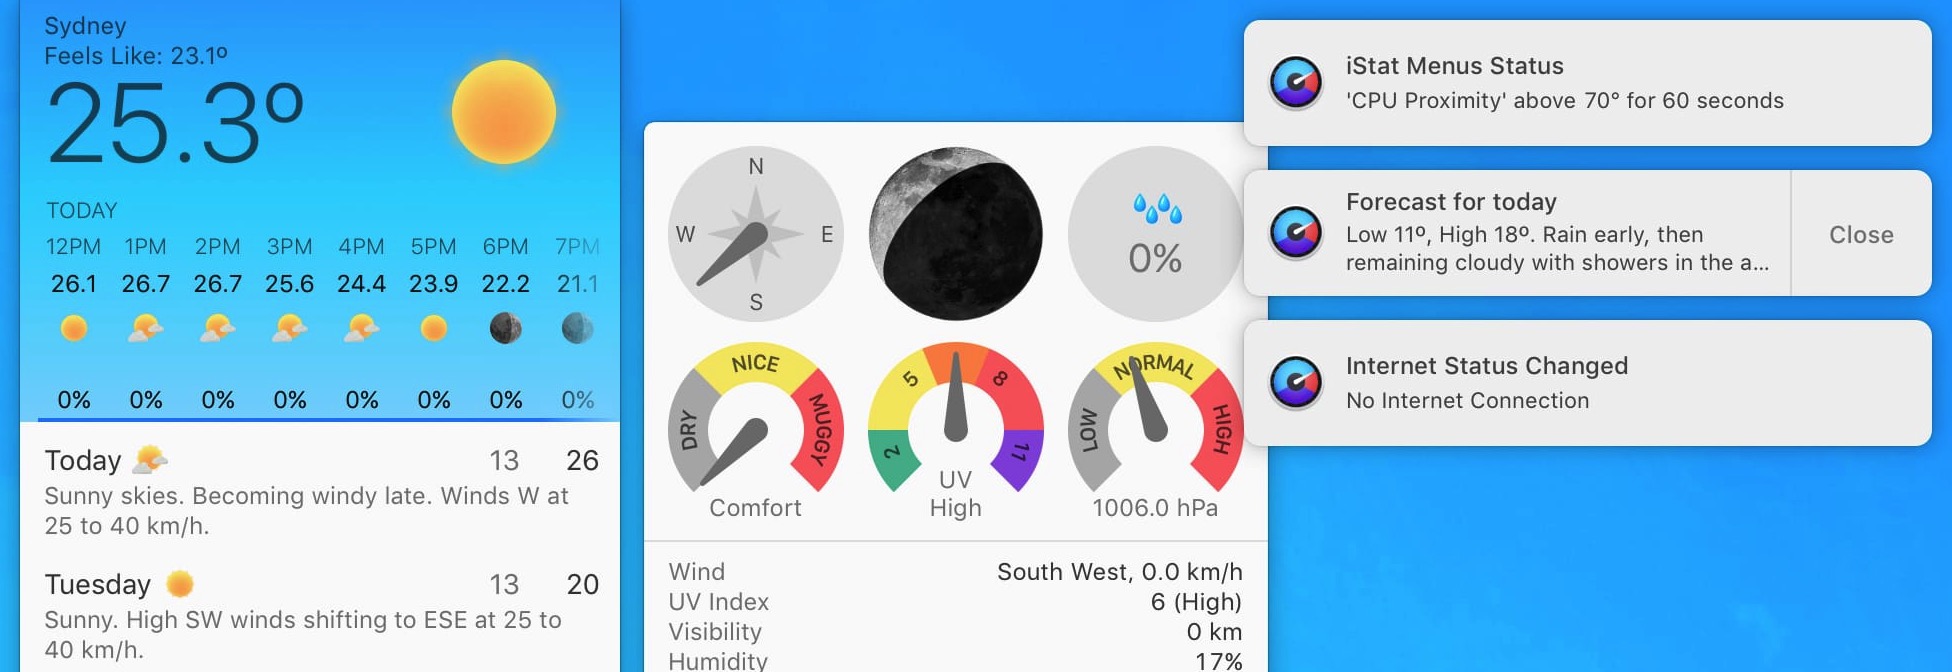 Sydney
Feels Like: 23.1º
25.3º
TODAY
12PM 1PM 2PM 3PM 4PM 5PM 6PM 7PM
26.1 26.7 26.7 25.6 24.4 23.9 22.2 21.1
0% 0% 0% 0% 0% 0% 0% 0%
Today 13 26
Sunny skies. Becoming windy late. Winds W at
25 to 40 km/h.
Tuesday 13 20
Sunny. High SW winds shifting to ESE at 25 to
40 km/h.
N
W E
S
0%
DRY NICE MUGGY
Comfort
2 5 8 11
UV
High
LOW NORMAL HIGH
1006.0 hPa
Wind South West, 0.0 km/h
UV Index 6 (High)
Visibility 0 km
Humidity 17%
iStat Menus Status
'CPU Proximity' above 70° for 60 seconds
Forecast for today
Low 11º, High 18º. Rain early, then
remaining cloudy with showers in the a...
Close
Internet Status Changed
No Internet Connection